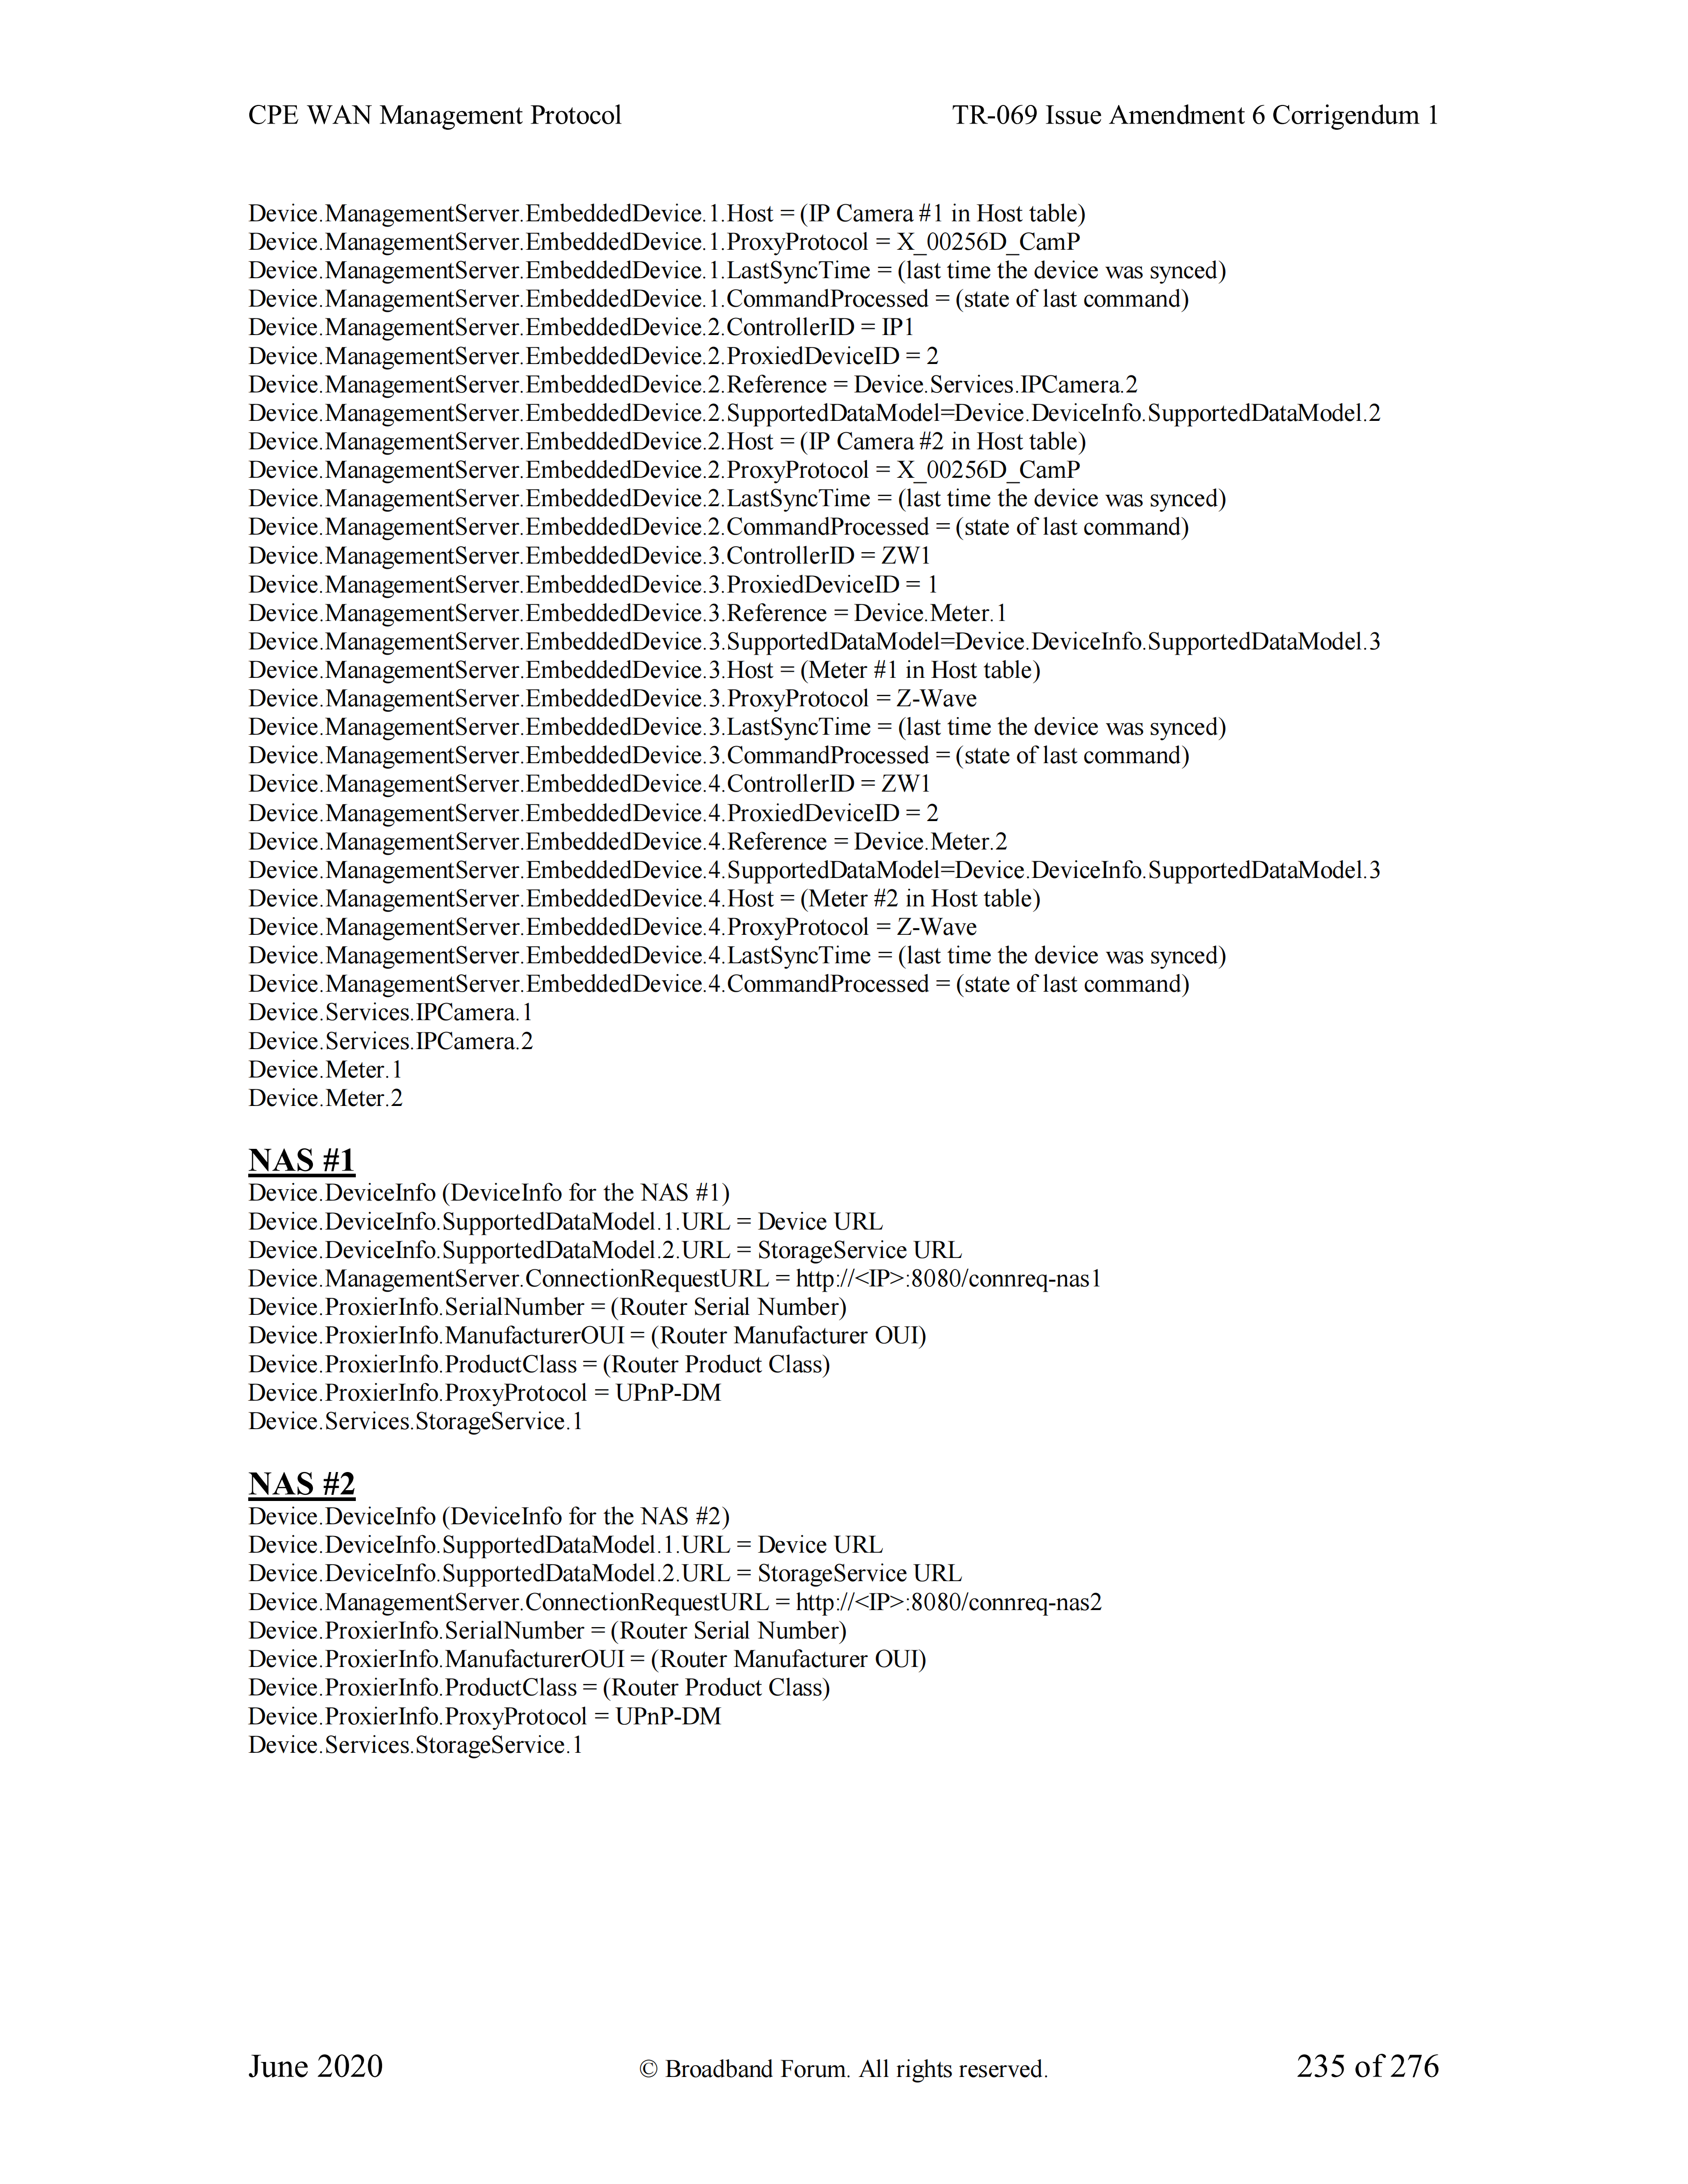 CPE WAN Management Protocol TR-069 Issue Amendment 6 Corrigendum 1
Device.ManagementServer.EmbeddedDevice.1.Host = (IP Camera #1 in Host table)
Device.ManagementServer.EmbeddedDevice.1.ProxyProtocol = X_00256D_CamP
Device.ManagementServer.EmbeddedDevice.1.LastSyncTime = (last time the device was synced)
Device.ManagementServer.EmbeddedDevice.1.CommandProcessed = (state of last command)
Device.ManagementServer.EmbeddedDevice.2.ControllerID = IP1
Device.ManagementServer.EmbeddedDevice.2.ProxiedDeviceID = 2
Device.ManagementServer.EmbeddedDevice.2.Reference = Device.Services.IPCamera.2
Device.ManagementServer.EmbeddedDevice.2.SupportedDataModel=Device.DeviceInfo.SupportedDataModel.2
Device.ManagementServer.EmbeddedDevice.2.Host = (IP Camera #2 in Host table)
Device.ManagementServer.EmbeddedDevice.2.ProxyProtocol = X_00256D_CamP
Device.ManagementServer.EmbeddedDevice.2.LastSyncTime = (last time the device was synced)
Device.ManagementServer.EmbeddedDevice.2.CommandProcessed = (state of last command)
Device.ManagementServer.EmbeddedDevice.3.ControllerID = ZW1
Device.ManagementServer.EmbeddedDevice.3.ProxiedDeviceID = 1
Device.ManagementServer.EmbeddedDevice.3.Reference = Device.Meter.1
Device.ManagementServer.EmbeddedDevice.3.SupportedDataModel=Device.DeviceInfo.SupportedDataModel.3
Device.ManagementServer.EmbeddedDevice.3.Host = (Meter #1 in Host table)
Device.ManagementServer.EmbeddedDevice.3.ProxyProtocol = Z-Wave
Device.ManagementServer.EmbeddedDevice.3.LastSyncTime = (last time the device was synced)
Device.ManagementServer.EmbeddedDevice.3.CommandProcessed = (state of last command)
Device.ManagementServer.EmbeddedDevice.4.ControllerID = ZW1
Device.ManagementServer.EmbeddedDevice.4.ProxiedDeviceID = 2
Device.ManagementServer.EmbeddedDevice.4.Reference = Device.Meter.2
Device.ManagementServer.EmbeddedDevice.4.SupportedDataModel=Device.DeviceInfo.SupportedDataModel.3
Device.ManagementServer.EmbeddedDevice.4.Host = (Meter #2 in Host table)
Device.ManagementServer.EmbeddedDevice.4.ProxyProtocol = Z-Wave
Device.ManagementServer.EmbeddedDevice.4.LastSyncTime = (last time the device was synced)
Device.ManagementServer.EmbeddedDevice.4.CommandProcessed = (state of last command)
Device.Services.IPCamera.1
Device.Services.IPCamera.2
Device.Meter.1
Device.Meter.2
NAS #1
Device.DeviceInfo (DeviceInfo for the NAS #1)
Device.DeviceInfo.SupportedDataModel.1.URL = Device URL
Device.DeviceInfo.SupportedDataModel.2.URL = StorageService URL
Device.ManagementServer.ConnectionRequestURL = http://<IP>:8080/connreq-nas1
Device.ProxierInfo.SerialNumber = (Router Serial Number)
Device.ProxierInfo.ManufacturerOUI = (Router Manufacturer OUI)
Device.ProxierInfo.ProductClass = (Router Product Class)
Device.ProxierInfo.ProxyProtocol = UPnP-DM
Device.Services.StorageService.1
NAS #2
Device.DeviceInfo (DeviceInfo for the NAS #2)
Device.DeviceInfo.SupportedDataModel.1.URL = Device URL
Device.DeviceInfo.SupportedDataModel.2.URL = StorageService URL
Device.ManagementServer.ConnectionRequestURL = http://<IP>:8080/connreq-nas2
Device.ProxierInfo.SerialNumber = (Router Serial Number)
Device.ProxierInfo.ManufacturerOUI = (Router Manufacturer OUI)
Device.ProxierInfo.ProductClass = (Router Product Class)
Device.ProxierInfo.ProxyProtocol = UPnP-DM
Device.Services.StorageService.1
June 2020 © Broadband Forum. All rights reserved. 235 of 276